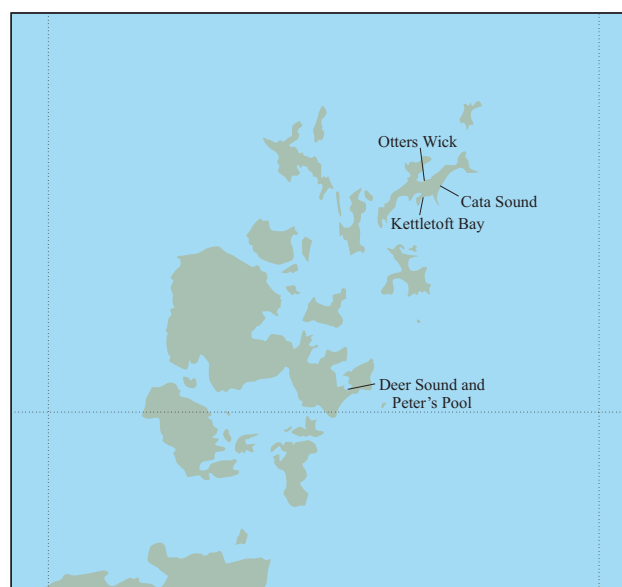 Otters Wick
Cata Sound
Kettletoft Bay
Deer Sound and
Peter’s Pool